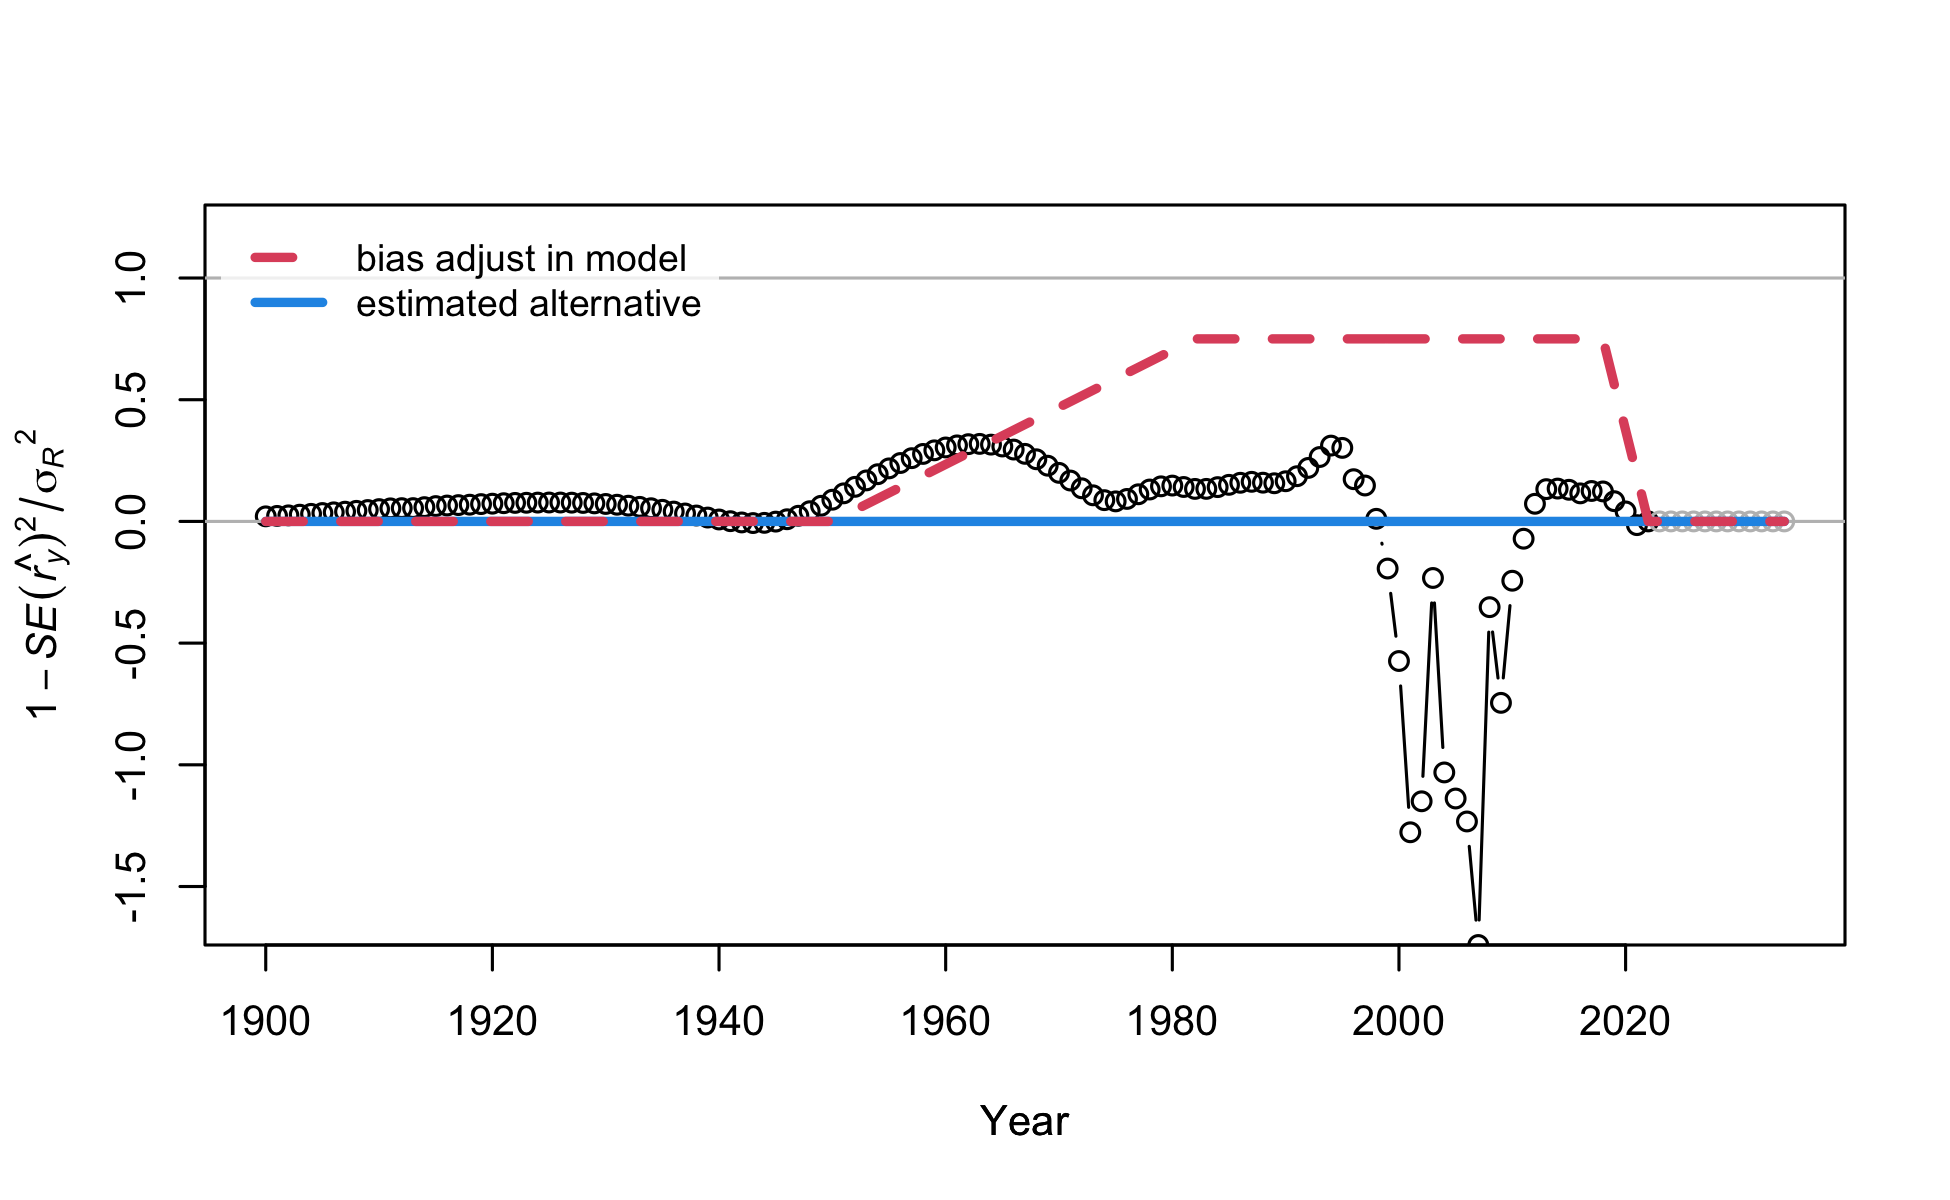 bias adjust in model
estimated alternative
1.0
0.5
0.0
-0.5
-1.0
-1.5
1 − SE(r̂y)²/σR²
1900 1920 1940 1960 1980 2000 2020
Year